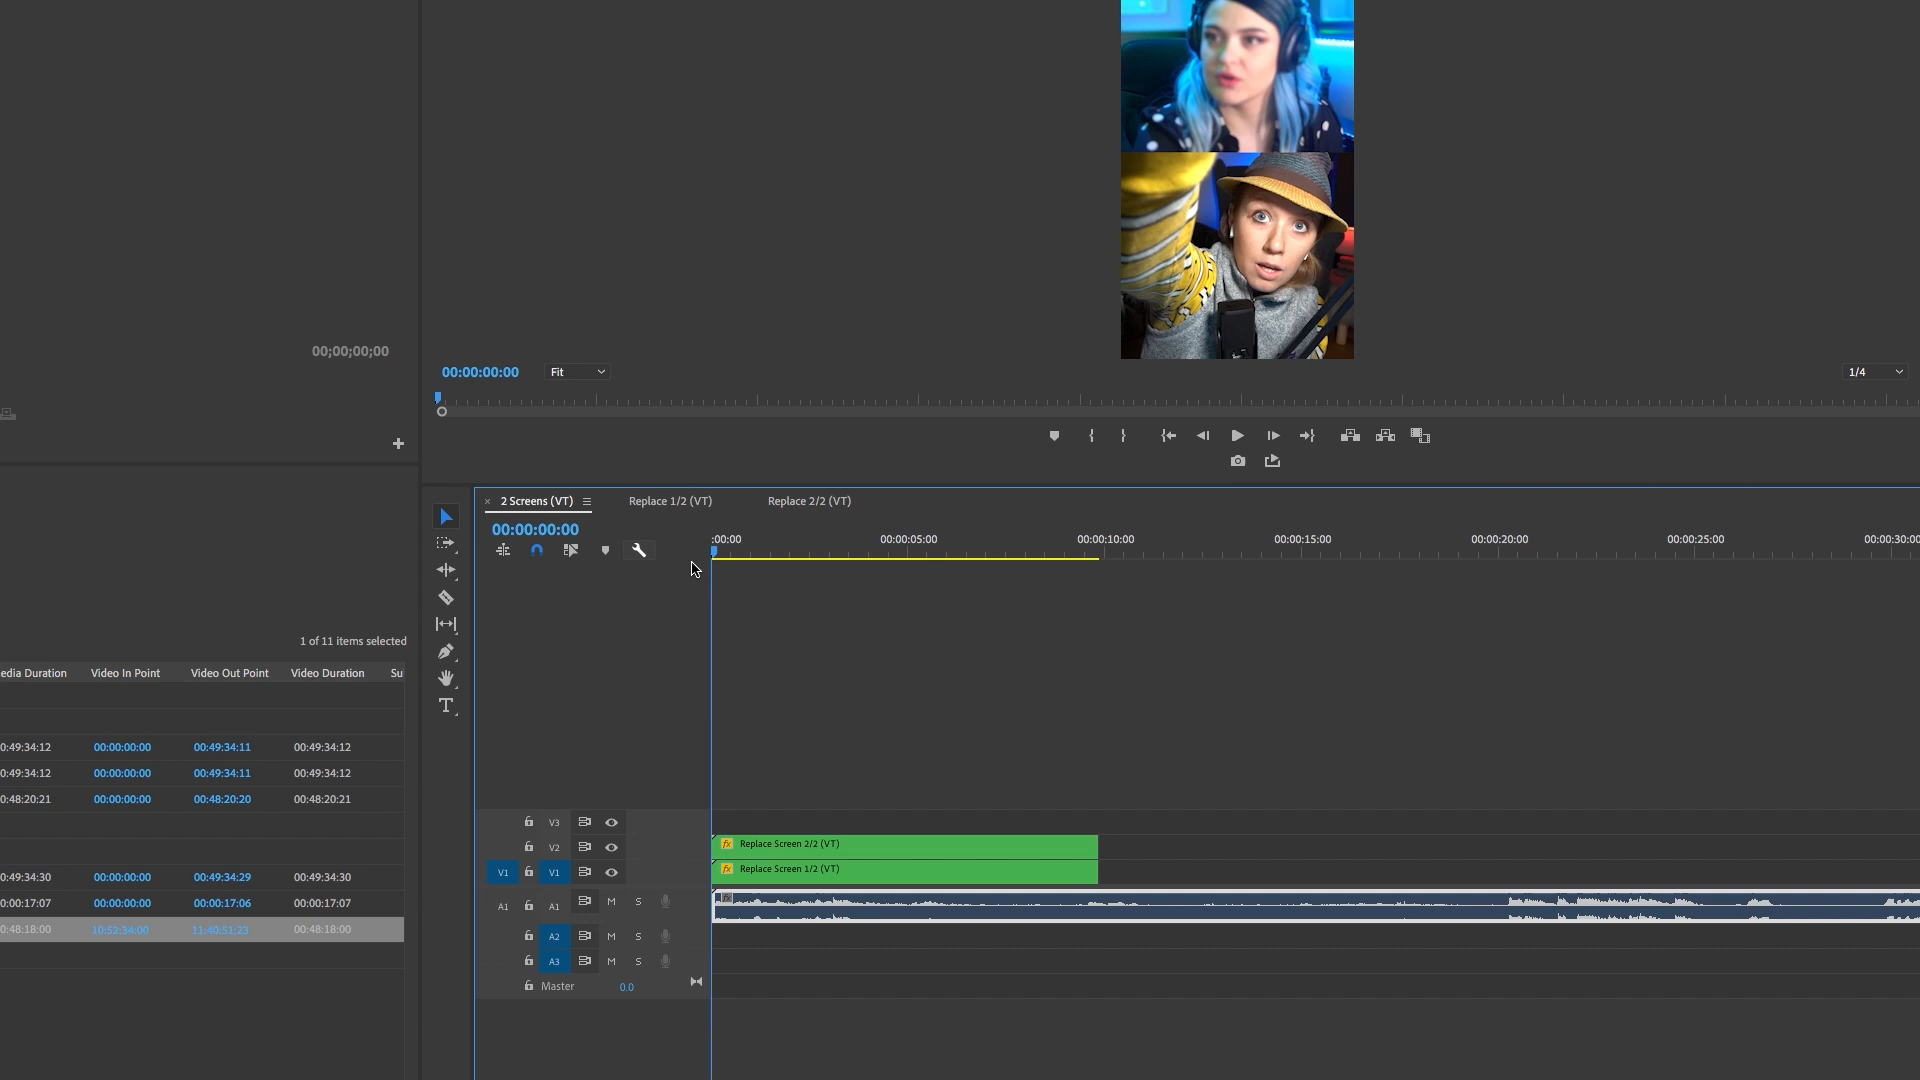 00;00;00;00
00:00:00:00
Fit
1/4
2 Screens (VT)
Replace 1/2 (VT)
Replace 2/2 (VT)
00:00:00:00
:00:00
00:00:05:00
00:00:10:00
00:00:15:00
00:00:20:00
00:00:25:00
00:00:30:00
1 of 11 items selected
edia Duration
Video In Point
Video Out Point
Video Duration
Su
0:49:34:12
00:00:00:00
00:49:34:11
00:49:34:12
0:49:34:12
00:00:00:00
00:49:34:11
00:49:34:12
0:48:20:21
00:00:00:00
00:48:20:20
00:48:20:21
0:49:34:30
00:00:00:00
00:49:34:29
00:49:34:30
0:00:17:07
00:00:00:00
00:00:17:06
00:00:17:07
0:48:18:00
10:52:34:00
11:40:51:23
00:48:18:00
T
V3
V2
fx Replace Screen 2/2 (VT)
V1
V1
fx Replace Screen 1/2 (VT)
A1
A1
M
S
fx
A2
M
S
A3
M
S
Master
0.0